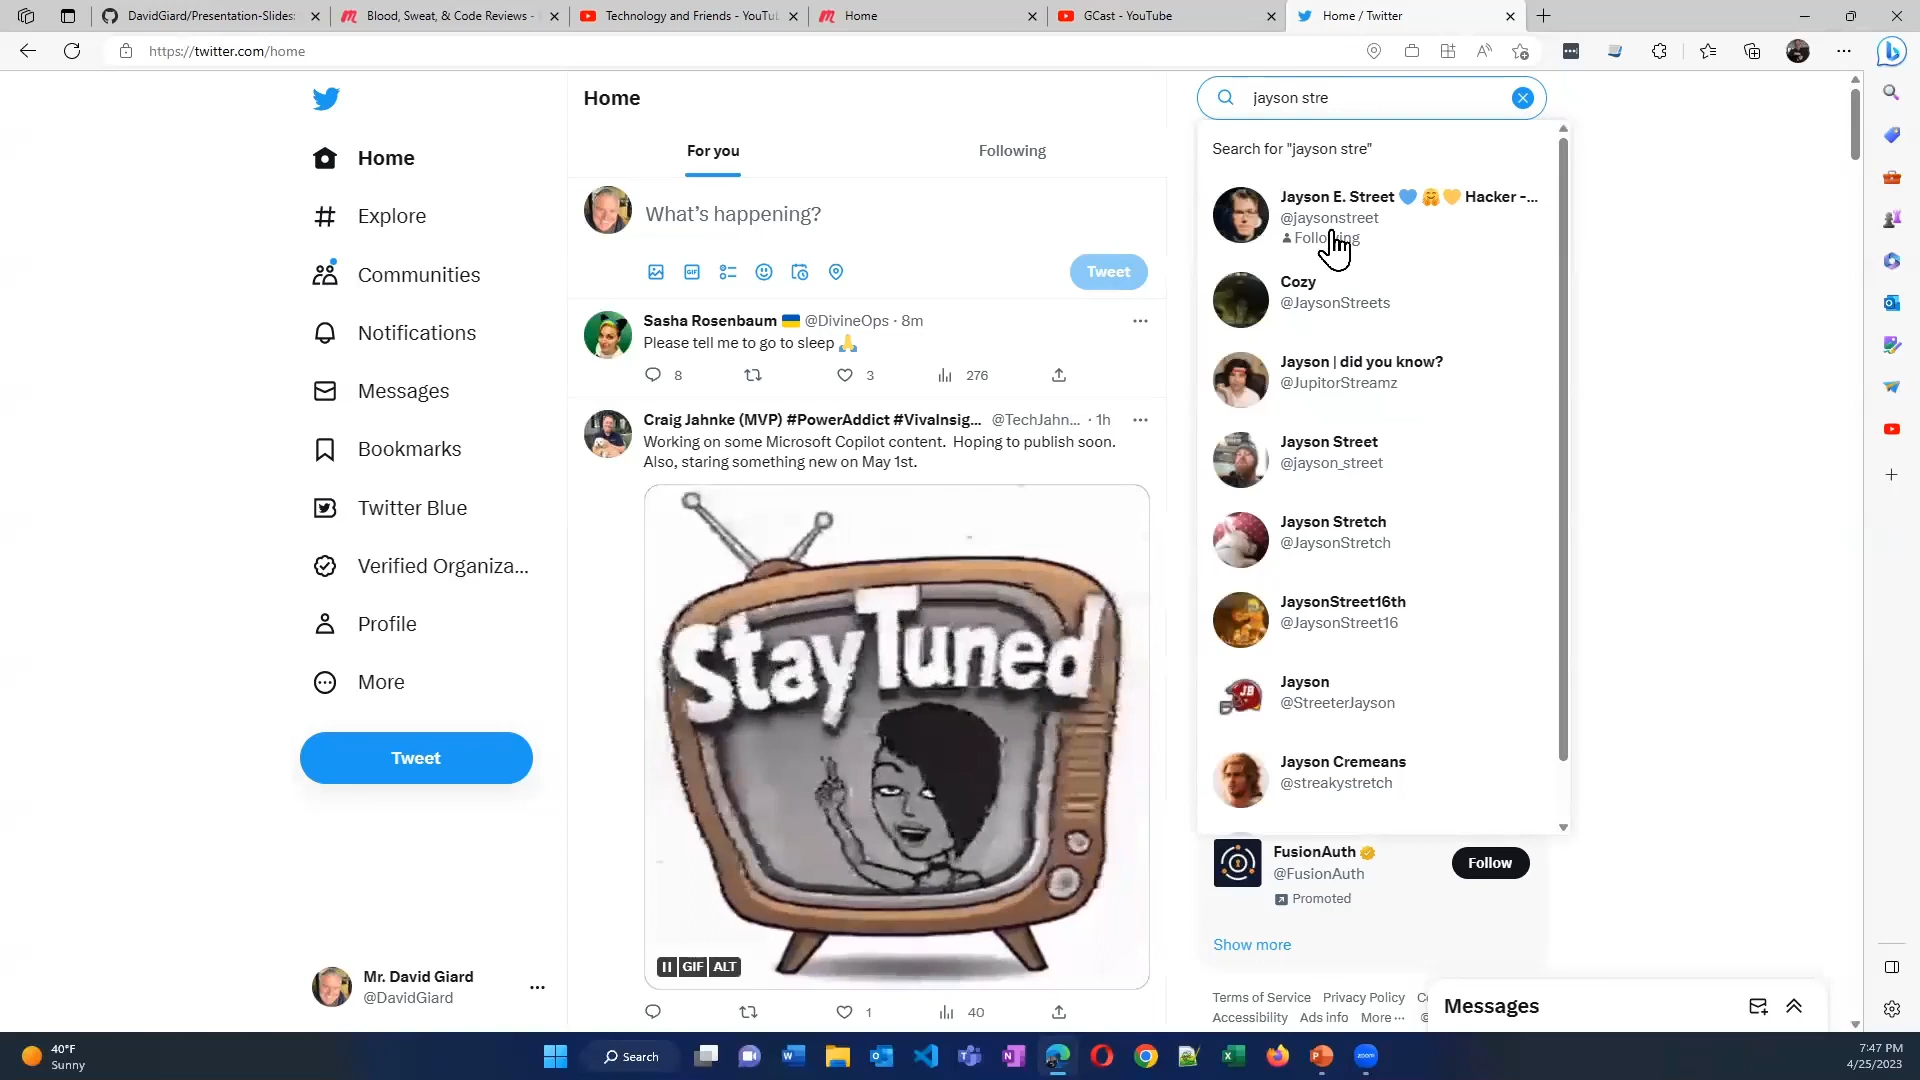 DavidGiard/Presentation-Slides:
Blood, Sweat, & Code Reviews -
Technology and Friends - YouTu
Home
GCast - YouTube
Home / Twitter
https://twitter.com/home
Home
Explore
Communities
Notifications
Messages
Bookmarks
Twitter Blue
Verified Organiza...
Profile
More
Tweet
Mr. David Giard
@DavidGiard
Home
For you
Following
What's happening?
GIF
Tweet
Sasha Rosenbaum 🇺🇦 @DivineOps · 8m
Please tell me to go to sleep 🙏
8
3
276
Craig Jahnke (MVP) #PowerAddict #VivaInsig... @TechJahn... · 1h
Working on some Microsoft Copilot content. Hoping to publish soon.
Also, staring something new on May 1st.
Stay Tuned
GIF ALT
1
40
jayson stre
Search for "jayson stre"
Jayson E. Street 💙 🤗 💛 Hacker -...
@jaysonstreet
Following
Cozy
@JaysonStreets
Jayson | did you know?
@JupitorStreamz
Jayson Street
@jayson_street
Jayson Stretch
@JaysonStretch
JaysonStreet16th
@JaysonStreet16
JB
Jayson
@StreeterJayson
Jayson Cremeans
@streakystretch
FusionAuth
@FusionAuth
Follow
Promoted
Show more
Terms of Service Privacy Policy
Accessibility Ads info More ···
Messages
40°F
Sunny
Search
zoom
7:47 PM
4/25/2023